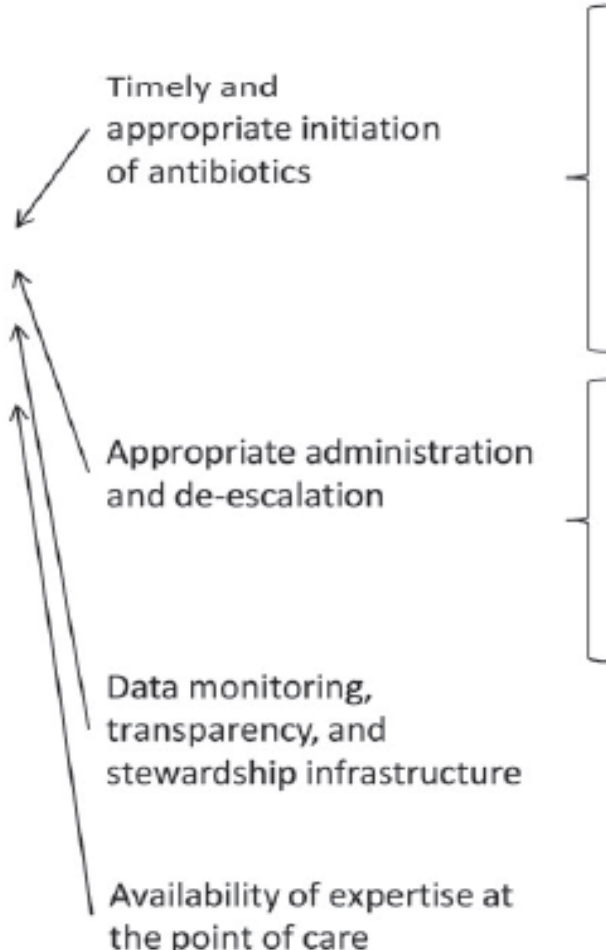 Timely and
appropriate initiation
of antibiotics
Appropriate administration
and de-escalation
Data monitoring,
transparency, and
stewardship infrastructure
Availability of expertise at
the point of care